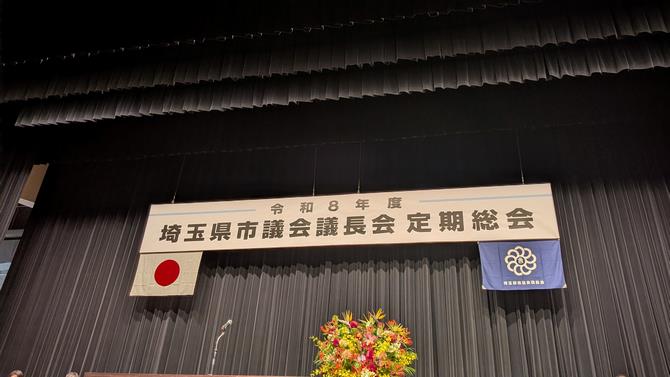 令和8年度
埼玉県市議会議長会 定期総会